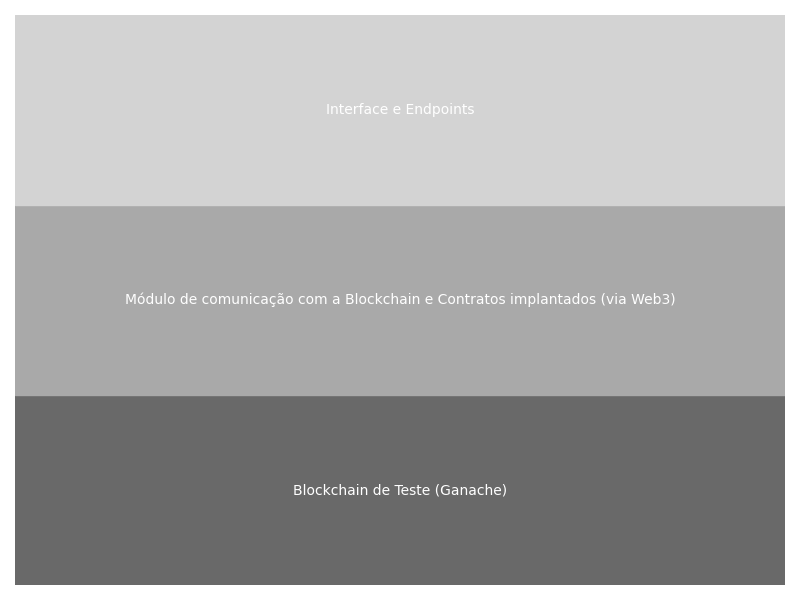 Interface e Endpoints
Módulo de comunicação com a Blockchain e Contratos implantados (via Web3)
Blockchain de Teste (Ganache)